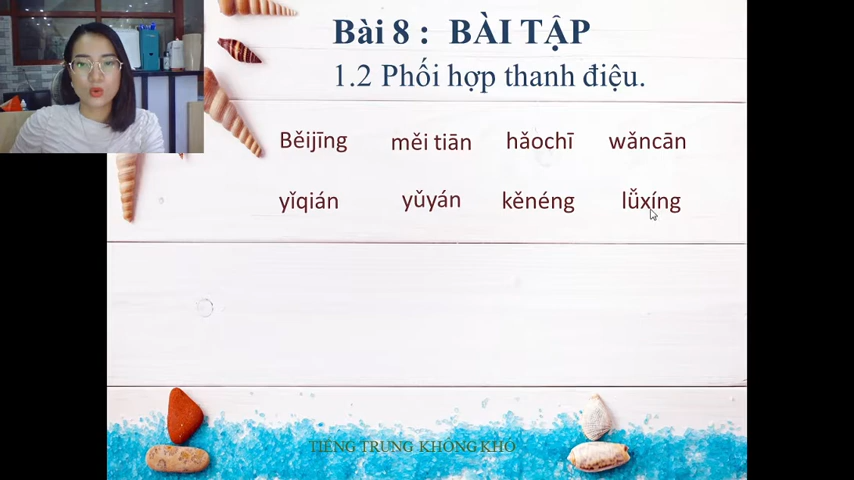 Bài 8 : BÀI TẬP
1.2 Phối hợp thanh điệu.
Běijīng měi tiān hǎochī wǎncān
yǐqián yǔyán kěnéng lǚxíng
TIẾNG TRUNG KHÔNG KHÓ